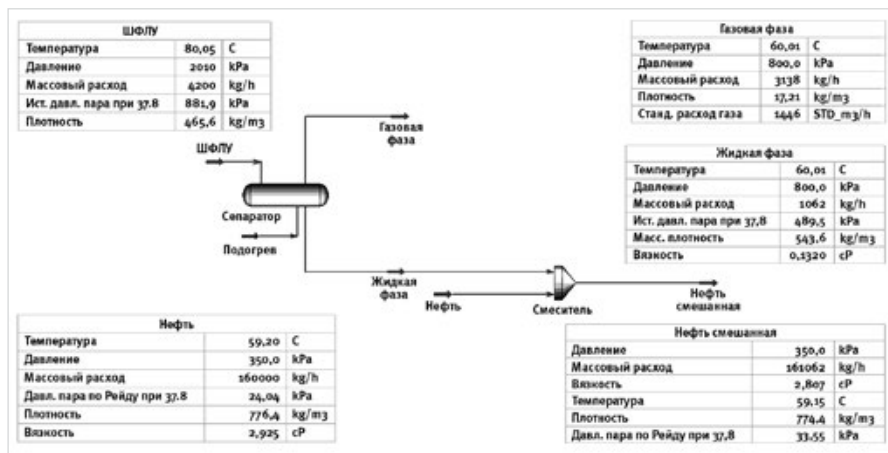 ШФЛУ
Температура 80,05 C
Давление 2010 kPa
Массовый расход 4200 kg/h
Ист. давл. пара при 37.8 881,9 kPa
Плотность 465,6 kg/m3
Газовая фаза
Температура 60,01 C
Давление 800,0 kPa
Массовый расход 3138 kg/h
Плотность 17,21 kg/m3
Станд. расход газа 1446 STD_m3/h
Газовая
фаза
ШФЛУ
Сепаратор
Подогрев
Жидкая фаза
Температура 60,01 C
Давление 800,0 kPa
Массовый расход 1062 kg/h
Ист. давл. пара при 37,8 489,5 kPa
Масс. плотность 543,6 kg/m3
Вязкость 0,1320 cP
Жидкая
фаза
Нефть
Смеситель
Нефть
смешанная
Нефть
Температура 59,20 C
Давление 350,0 kPa
Массовый расход 160000 kg/h
Давл. пара по Рейду при 37.8 24,04 kPa
Плотность 776,4 kg/m3
Вязкость 2,925 cP
Нефть смешанная
Давление 350,0 kPa
Массовый расход 161062 kg/h
Вязкость 2,807 cP
Температура 59,15 C
Плотность 774,4 kg/m3
Давл. пара по Рейду при 37,8 33,55 kPa